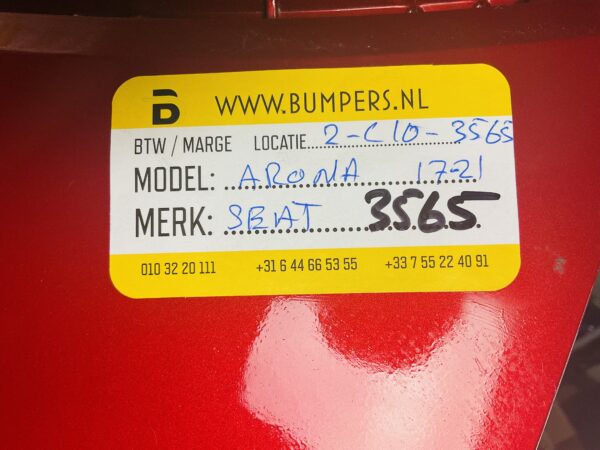 B WWW.BUMPERS.NL
BTW / MARGE LOCATIE 2-C10-3565
MODEL: ARONA 17-21
MERK: SEAT 3565
010 32 20 111 +31 6 44 66 53 55 +33 7 55 22 40 91